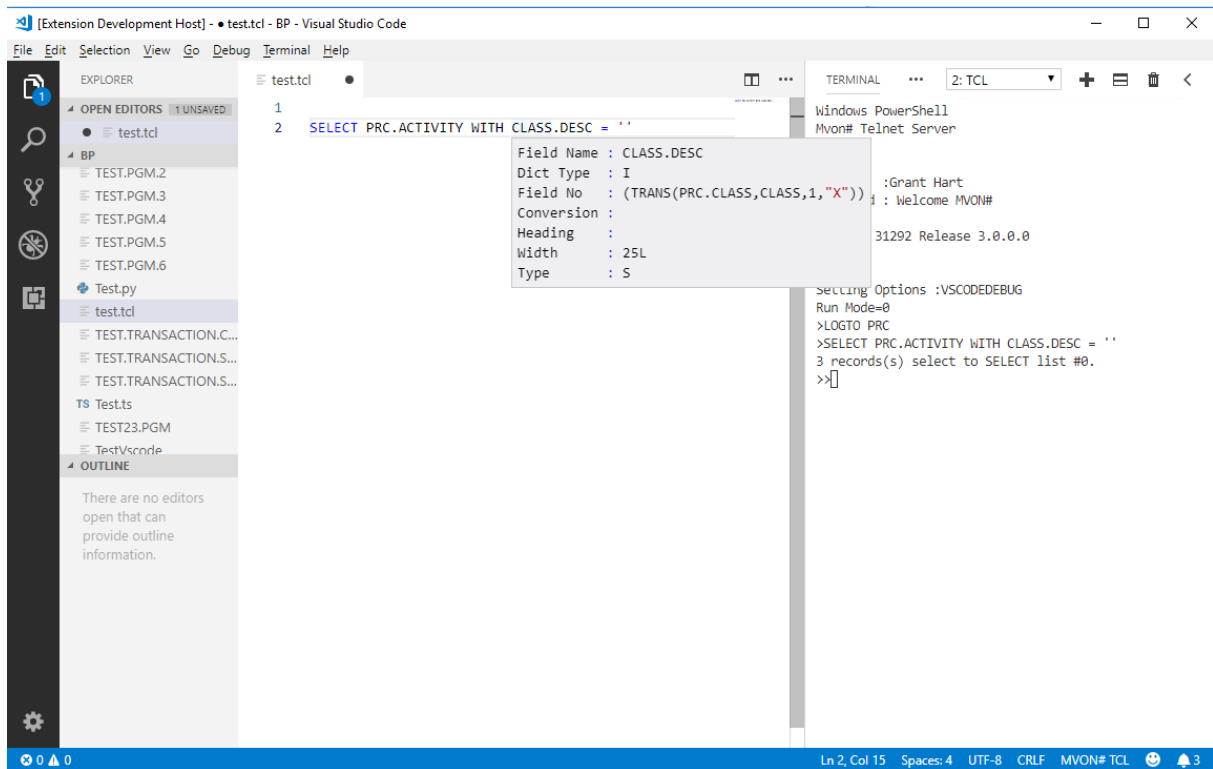 [Extension Development Host] - ● test.tcl - BP - Visual Studio Code
File Edit Selection View Go Debug Terminal Help
1
EXPLORER
OPEN EDITORS 1 UNSAVED
● test.tcl
BP
TEST.PGM.2
TEST.PGM.3
TEST.PGM.4
TEST.PGM.5
TEST.PGM.6
Test.py
test.tcl
TEST.TRANSACTION.C...
TEST.TRANSACTION.S...
TEST.TRANSACTION.S...
TS Test.ts
TEST23.PGM
TestVscode
OUTLINE
There are no editors
open that can
provide outline
information.
test.tcl ●
1
2 SELECT PRC.ACTIVITY WITH CLASS.DESC = ''
Field Name : CLASS.DESC
Dict Type : I
Field No : (TRANS(PRC.CLASS,CLASS,1,"X"))
Conversion :
Heading :
Width : 25L
Type : S
TERMINAL ... 2: TCL
Windows PowerShell
Mvon# Telnet Server
:Grant Hart
: Welcome MVON#
31292 Release 3.0.0.0
Setting Options :VSCODEDEBUG
Run Mode=0
>LOGTO PRC
>SELECT PRC.ACTIVITY WITH CLASS.DESC = ''
3 records(s) select to SELECT list #0.
>>
0 0
Ln 2, Col 15 Spaces: 4 UTF-8 CRLF MVON# TCL 3